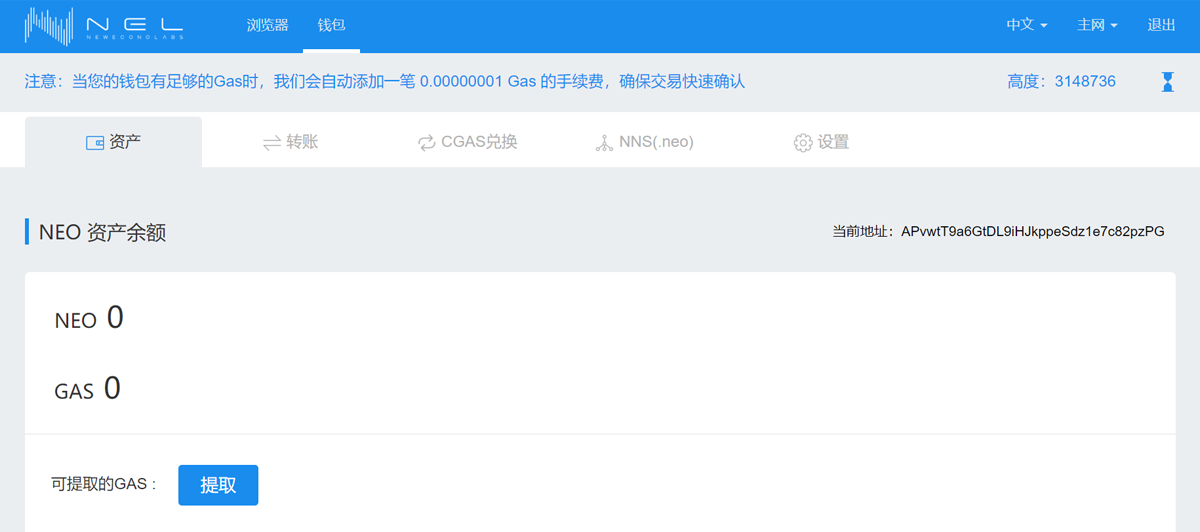 NEL 浏览器 钱包 中文 主网 退出
NEWECONOLABS
注意：当您的钱包有足够的Gas时，我们会自动添加一笔 0.00000001 Gas 的手续费，确保交易快速确认 高度：3148736
资产 转账 CGAS兑换 NNS(.neo) 设置
NEO 资产余额 当前地址：APvwtT9a6GtDL9iHJkppeSdz1e7c82pzPG
NEO 0
GAS 0
可提取的GAS : 提取